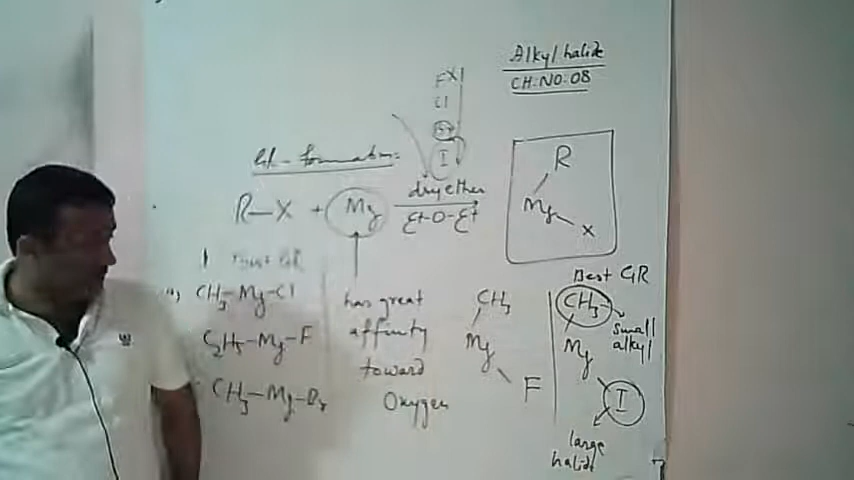 Alkyl halide
CH:NO:08
F X
Cl
Br
I
GR-formation:
R-X + Mg
dry ether
Et-O-Et
R
Mg
X
Best GR
CH3-Mg-Cl
C2H5-Mg-F
CH3-Mg-Br
has great
affinity
toward
Oxygen
CH3
Mg
F
Best GR
CH3
small
alkyl
Mg
I
large
halide